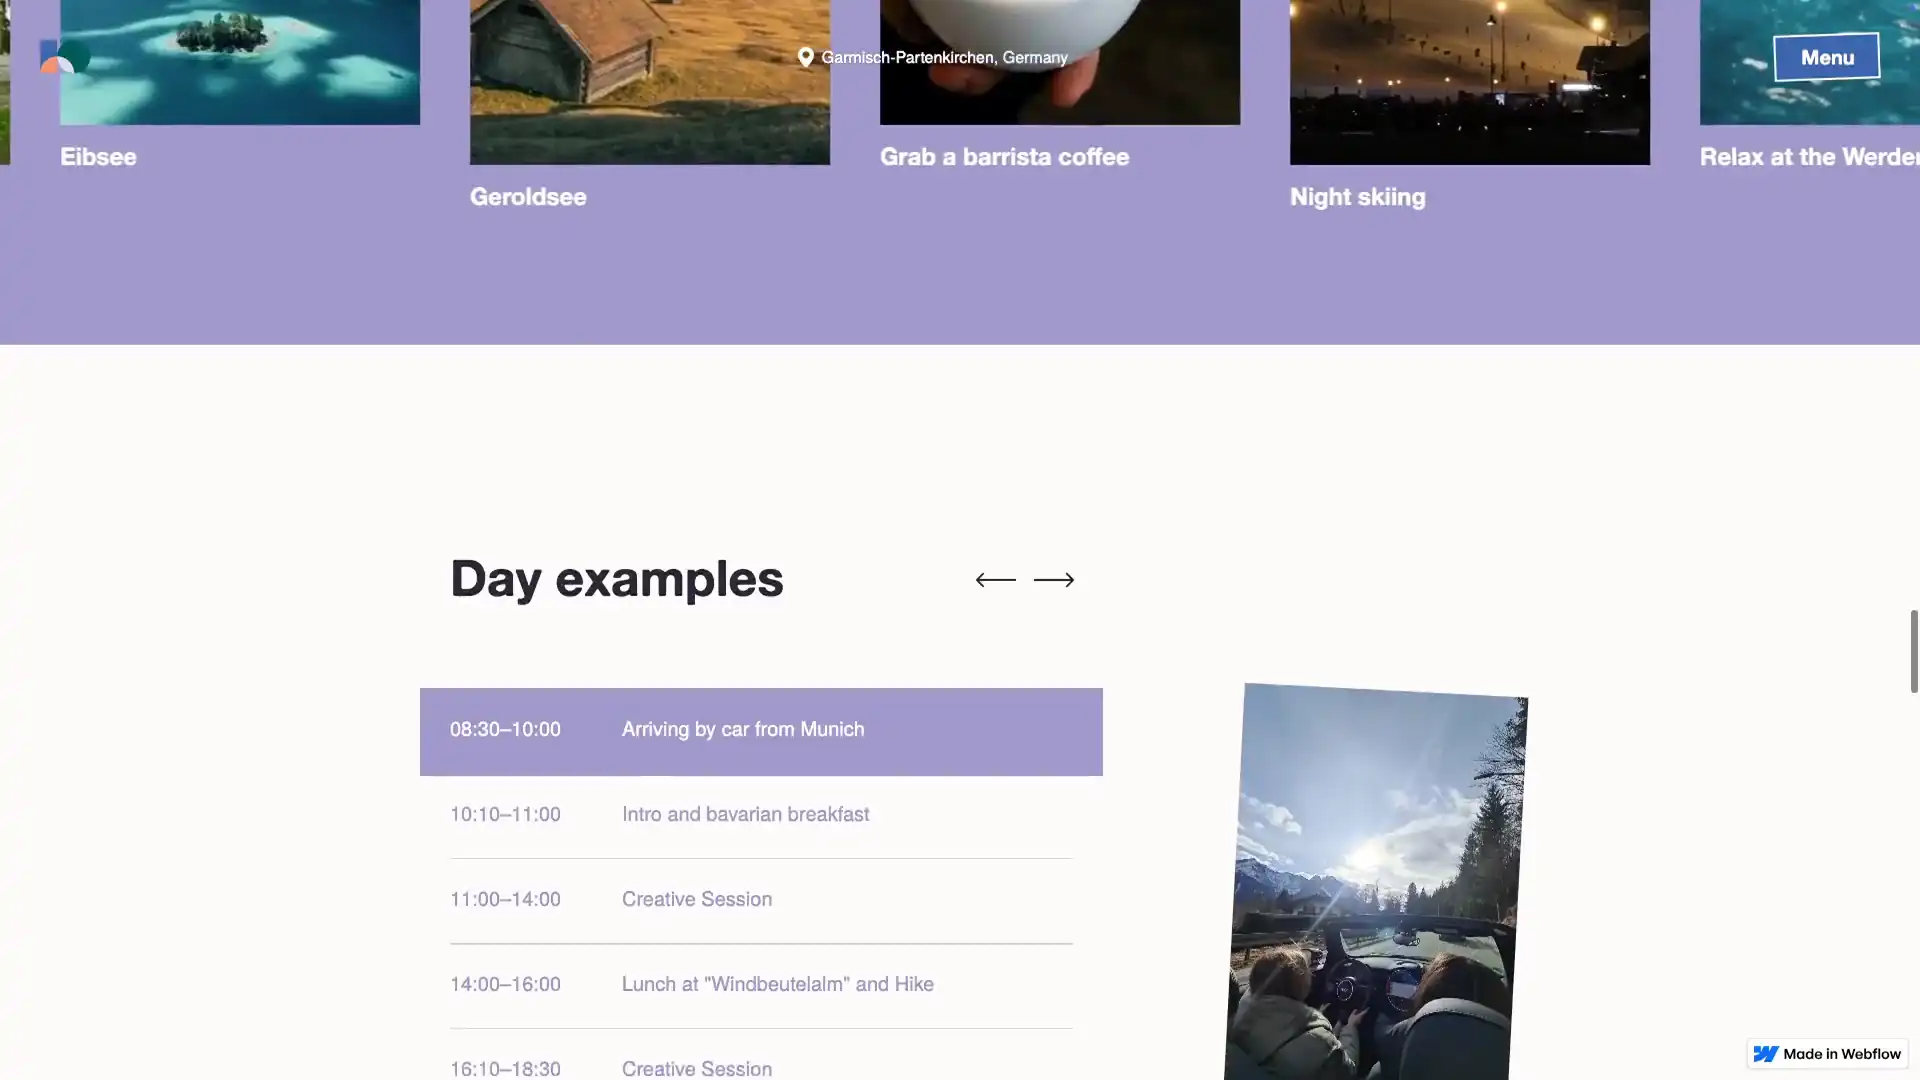 Garmisch-Partenkirchen, Germany
Menu
Eibsee
Geroldsee
Grab a barrista coffee
Night skiing
Relax at the Werder
Day examples
08:30–10:00 Arriving by car from Munich
10:10–11:00 Intro and bavarian breakfast
11:00–14:00 Creative Session
14:00–16:00 Lunch at "Windbeutelalm" and Hike
16:10–18:30 Creative Session
Made in Webflow